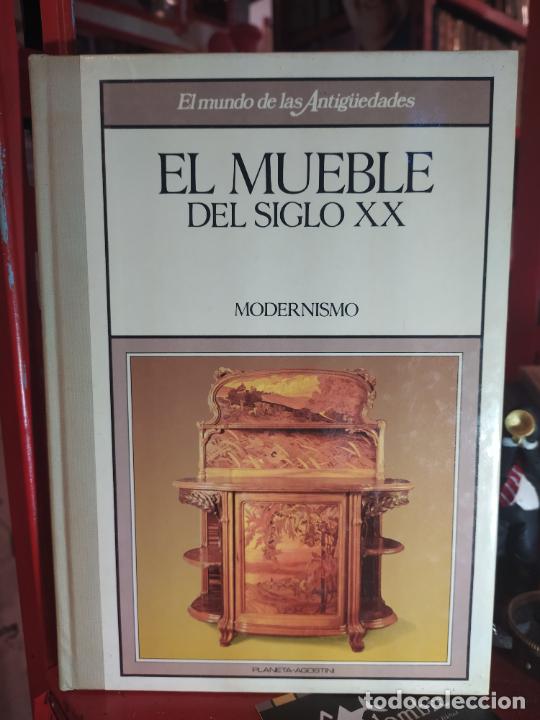 El mundo de las Antigüedades
EL MUEBLE
DEL SIGLO XX
MODERNISMO
PLANETA-AGOSTINI
todocoleccion